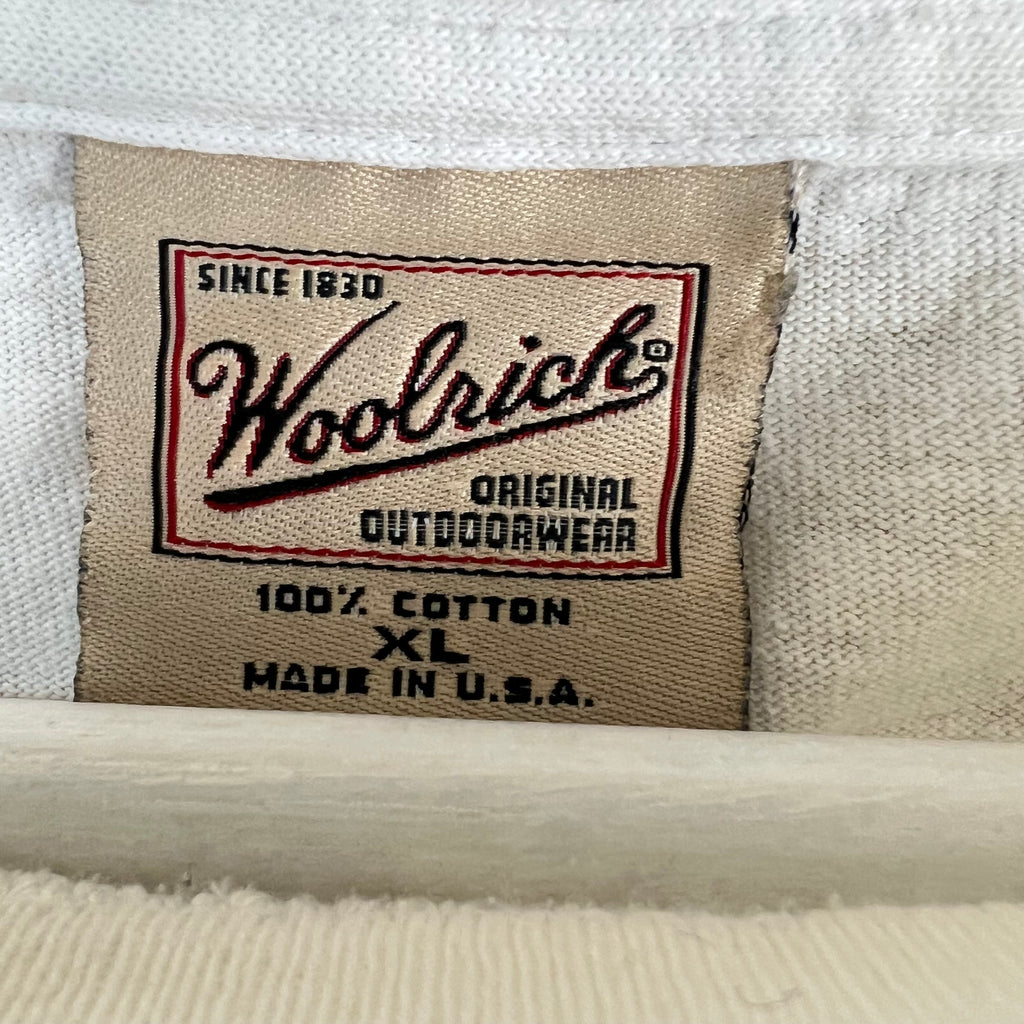 SINCE 1830
Woolrich®
ORIGINAL
OUTDOORWEAR
100% COTTON
XL
MADE IN U.S.A.